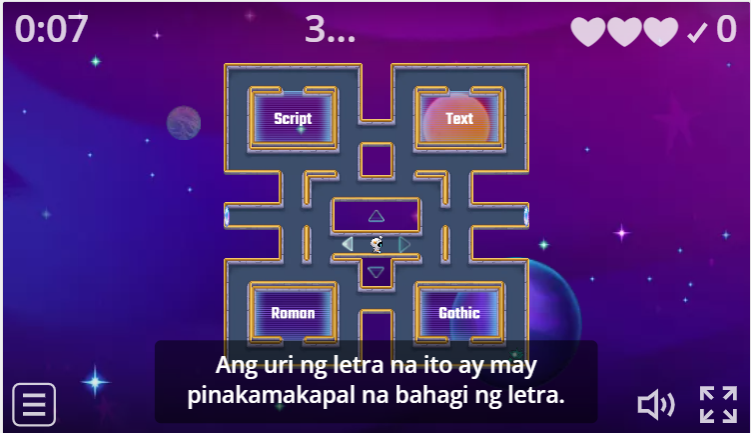 0:07
3...
0
Script
Text
Roman
Gothic
Ang uri ng letra na ito ay may
pinakamakapal na bahagi ng letra.